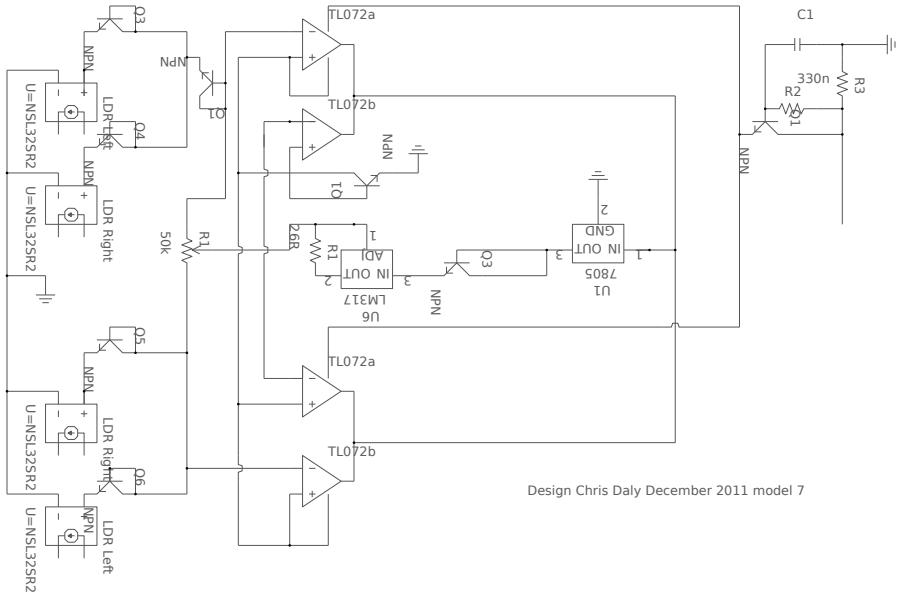 TL072a
C1
Q3
NPN
NPN
Q1
U=NSL32SR2
LDR Left
330n
R3
R2
Q1
NPN
TL072b
Q4
NPN
U=NSL32SR2
LDR Right
NPN
Q1
50k
R1
26R
R1
1
ADJ
IN OUT
2
3
LM317
U6
Q3
NPN
2
GND
IN OUT
3
1
7805
U1
Q5
NPN
U=NSL32SR2
LDR Right
TL072a
TL072b
Q6
NPN
U=NSL32SR2
LDR Left
Design Chris Daly December 2011 model 7